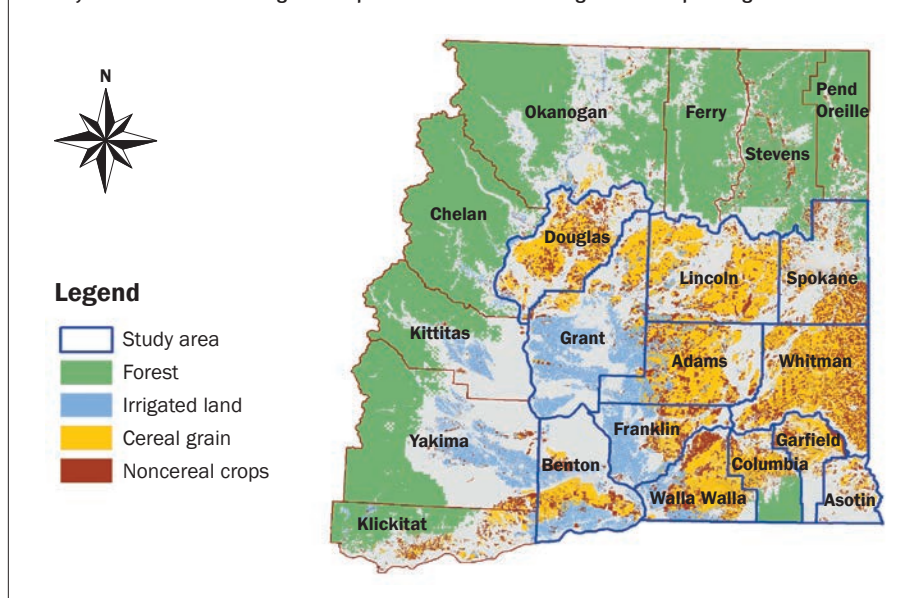 N
Okanogan
Ferry
Pend
Oreille
Stevens
Chelan
Douglas
Lincoln
Spokane
Legend
Study area
Forest
Irrigated land
Cereal grain
Noncereal crops
Kittitas
Grant
Adams
Whitman
Yakima
Franklin
Garfield
Benton
Columbia
Walla Walla
Asotin
Klickitat